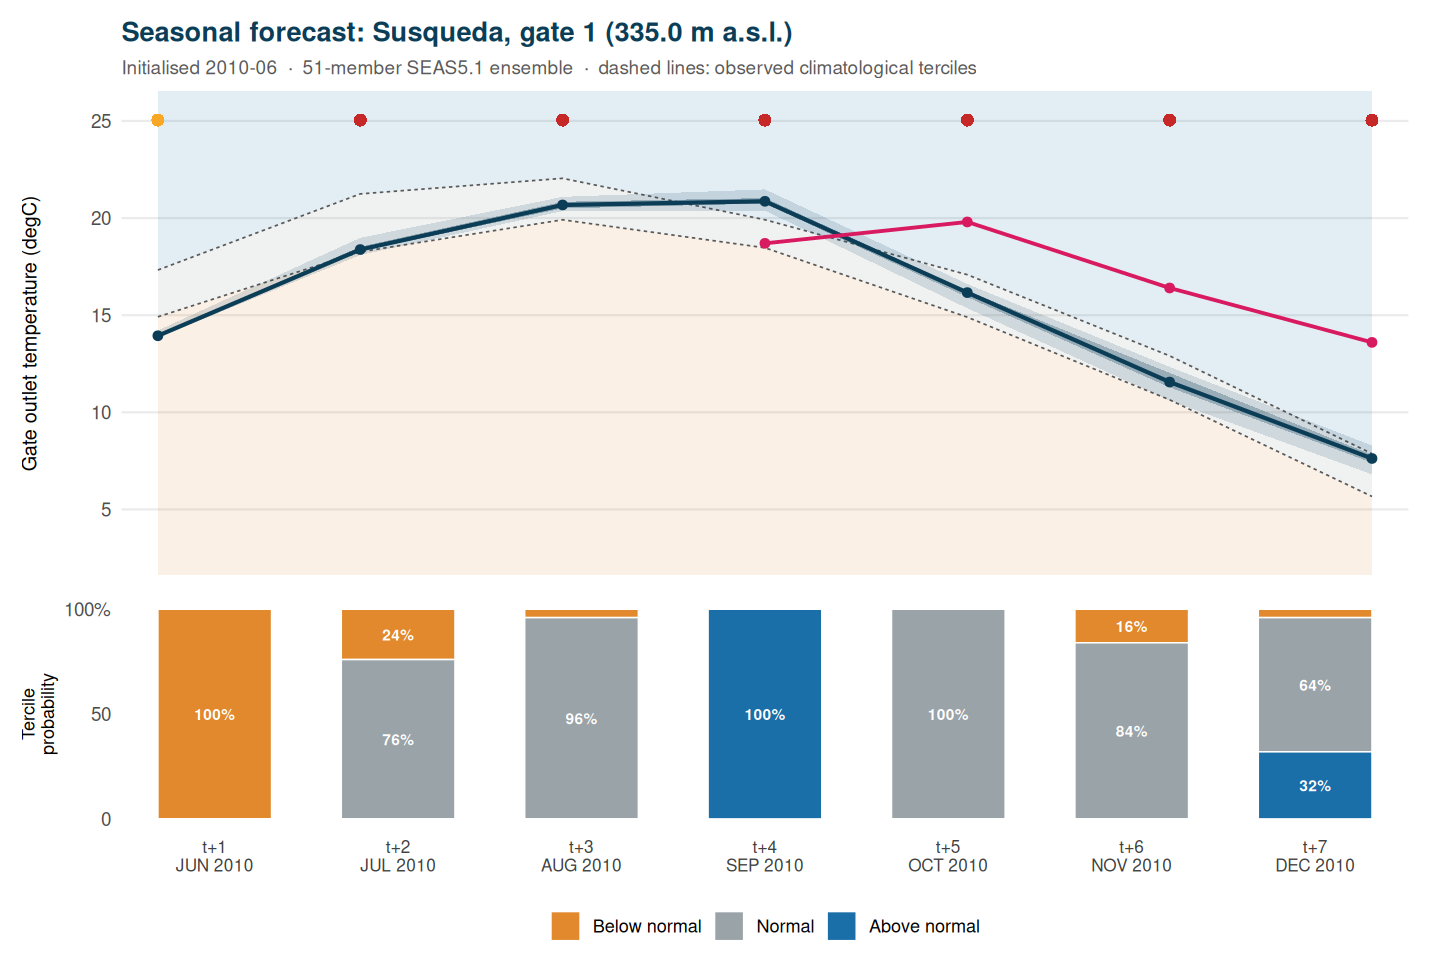 Seasonal forecast: Susqueda, gate 1 (335.0 m a.s.l.)
Initialised 2010-06 · 51-member SEAS5.1 ensemble · dashed lines: observed climatological terciles
Gate outlet temperature (degC)
25
20
15
10
5
Tercile
probability
100%
50
0
100%
24%
76%
96%
100%
100%
16%
84%
64%
32%
t+1
JUN 2010
t+2
JUL 2010
t+3
AUG 2010
t+4
SEP 2010
t+5
OCT 2010
t+6
NOV 2010
t+7
DEC 2010
Below normal
Normal
Above normal